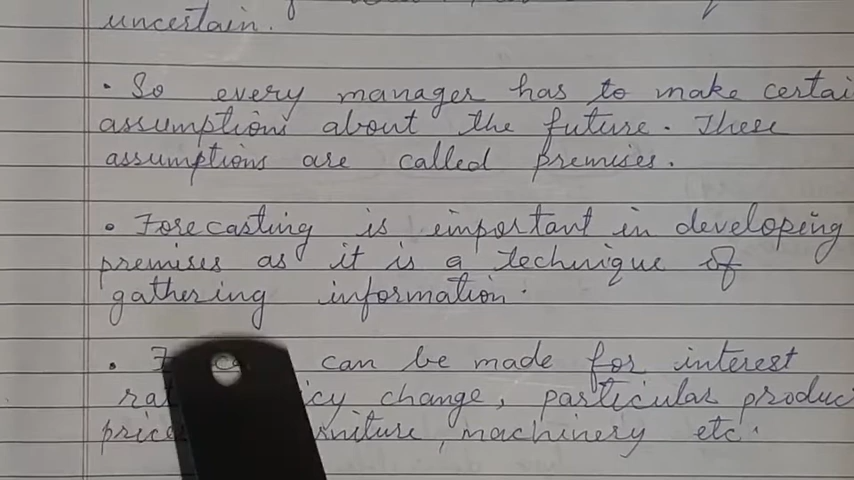 uncertain.
• So every manager has to make certai
assumptions about the future. These
assumptions are called premises.
• Forecasting is important in developing
premises as it is a technique of
gathering information.
• can be made for interest
change, particular produc
machinery etc.